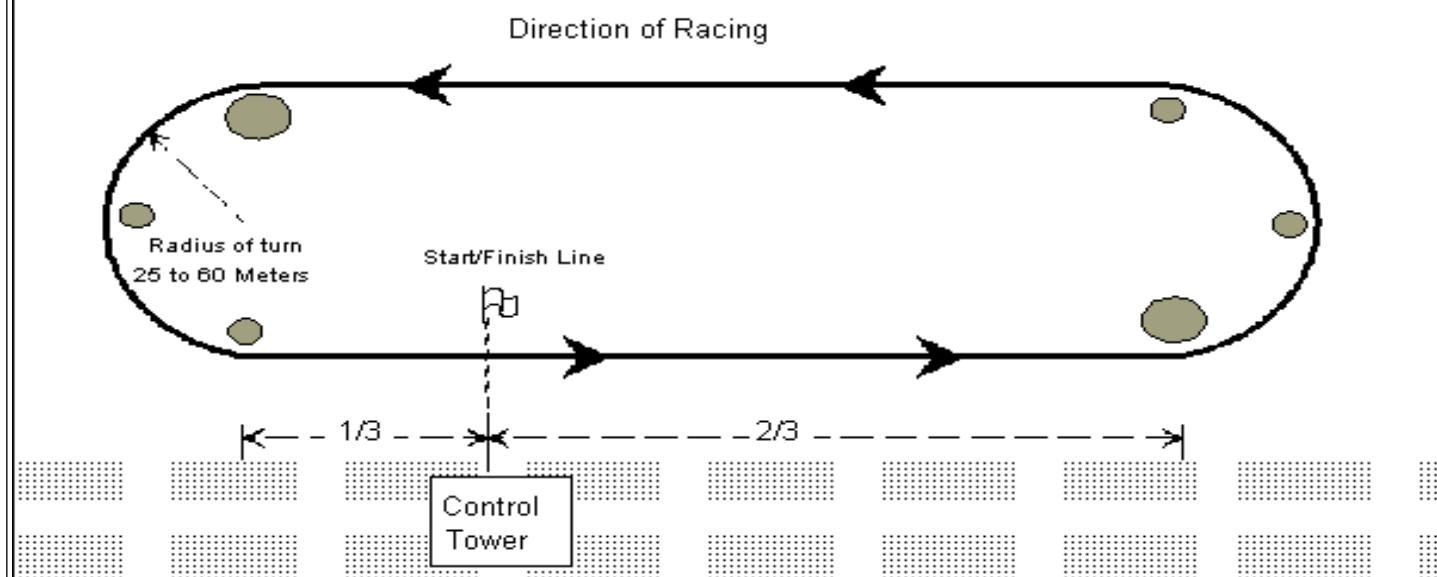 Direction of Racing
Radius of turn
25 to 60 Meters
Start/Finish Line
1/3
2/3
Control
Tower